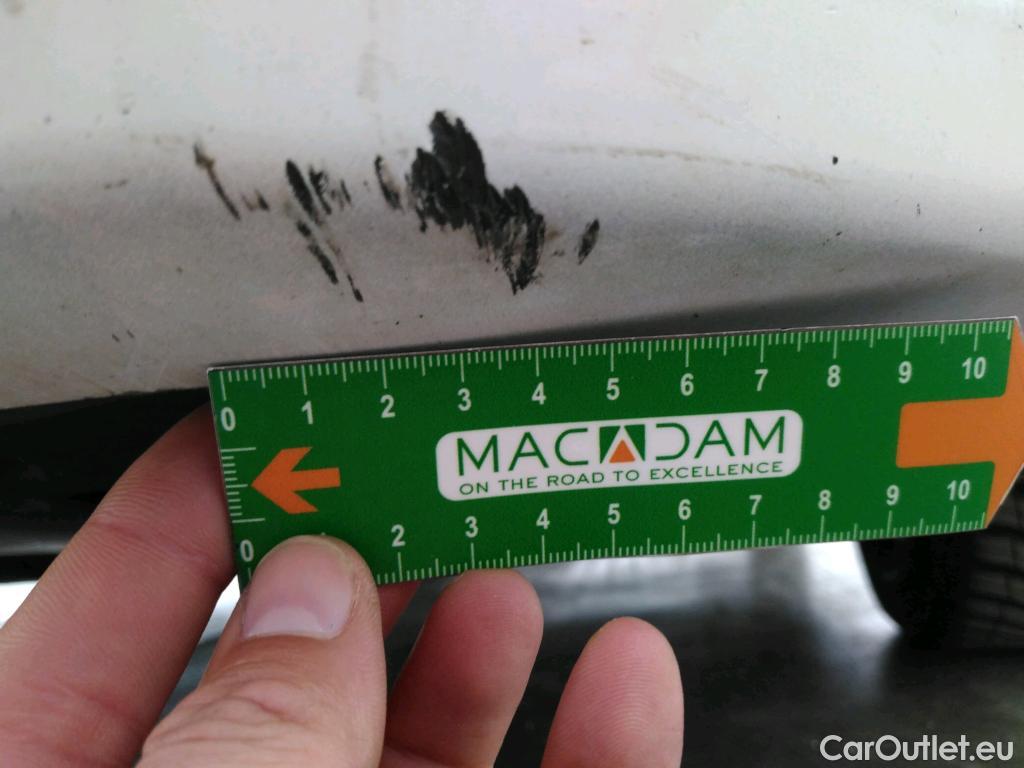 0 1 2 3 4 5 6 7 8 9 10
MACADAM
ON THE ROAD TO EXCELLENCE
0 2 3 4 5 6 7 8 9 10
CarOutlet.eu